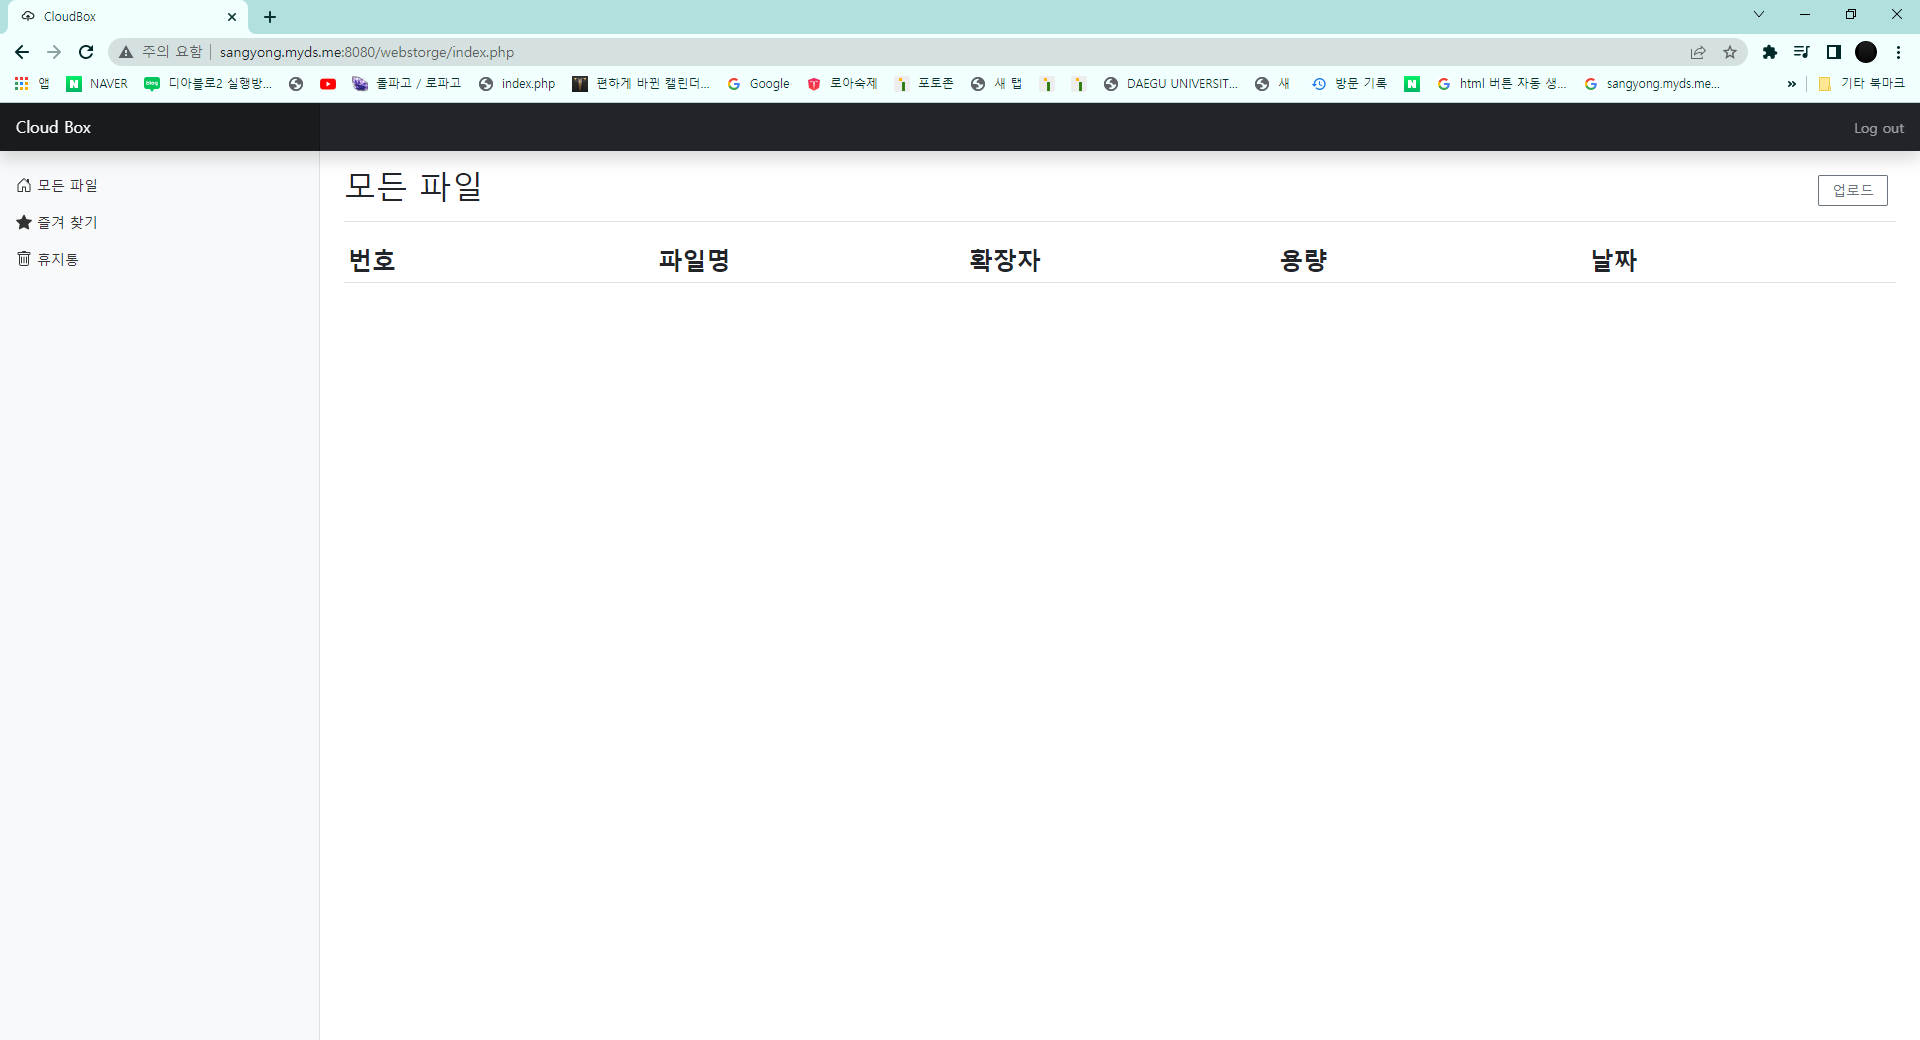 CloudBox
주의 요함 sangyong.myds.me:8080/webstorge/index.php
앱 NAVER 디아블로2 실행방... 돌파고 / 로파고 index.php 편하게 바뀐 캘린더... Google 로아숙제 포토존 새 탭 DAEGU UNIVERSIT... 새 방문 기록 html 버튼 자동 생... sangyong.myds.me... » 기타 북마크
Cloud Box Log out
모든 파일
즐겨 찾기
휴지통
모든 파일 업로드
번호 파일명 확장자 용량 날짜